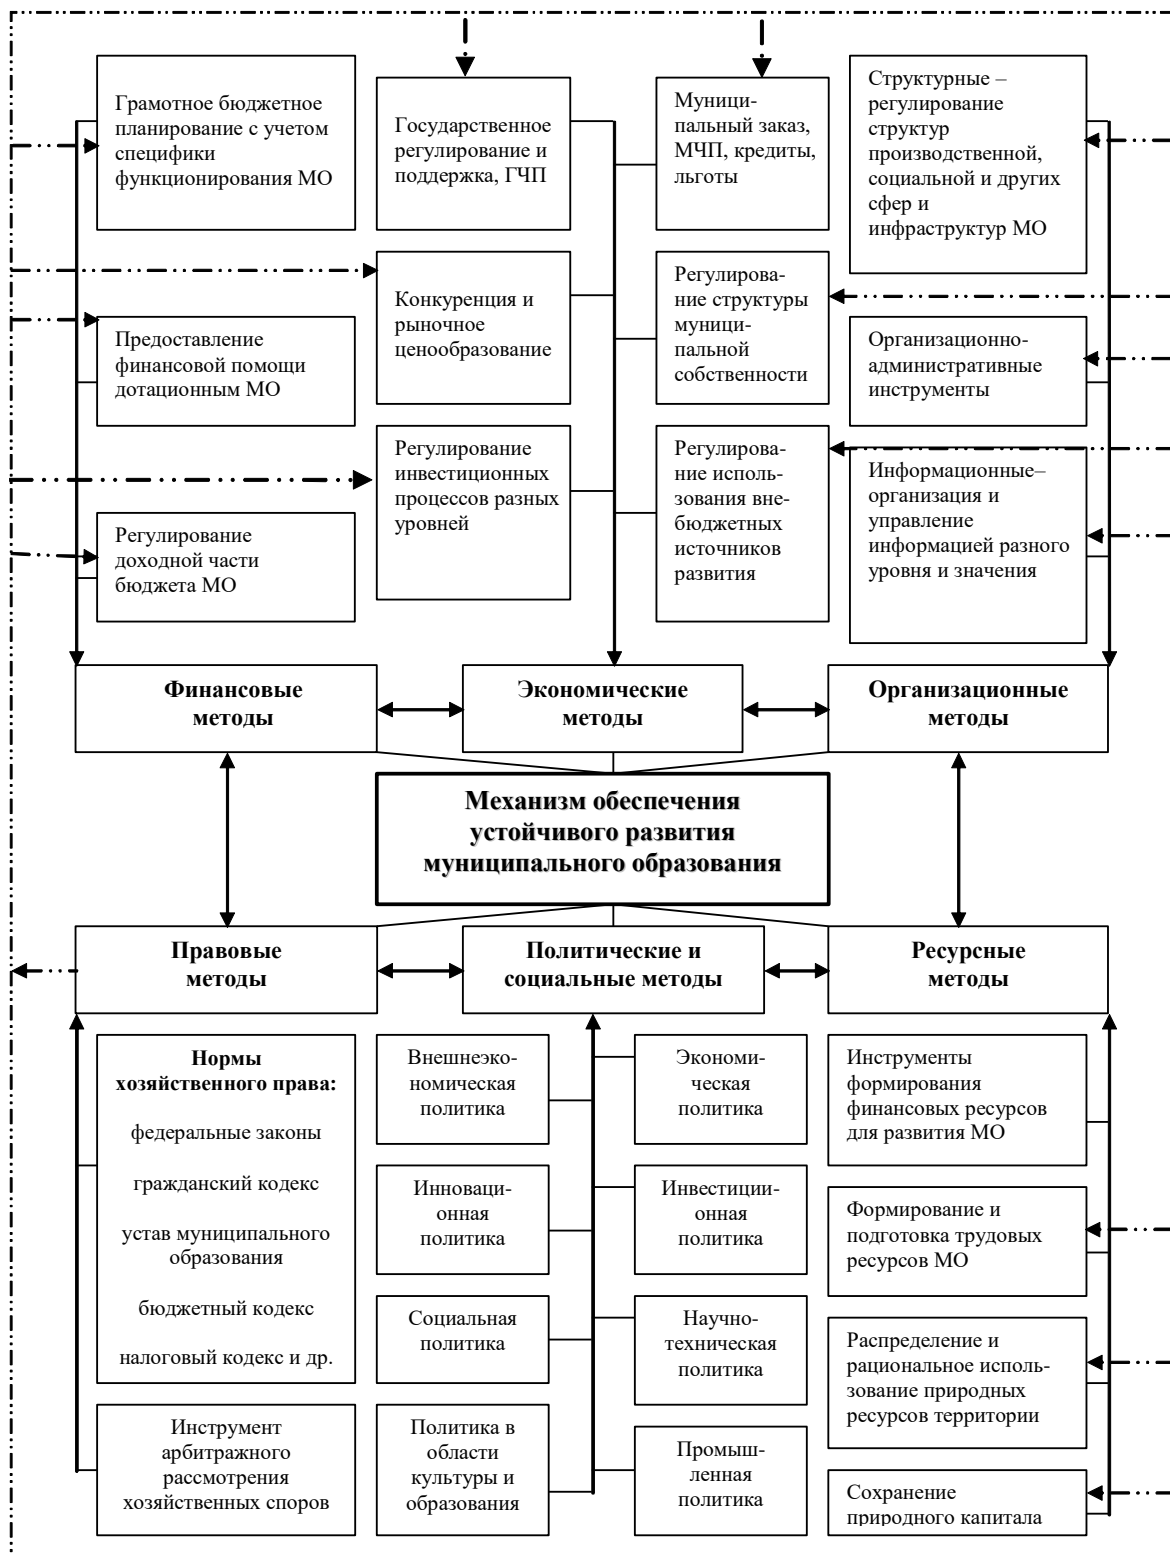 Грамотное бюджетное
планирование с учетом
специфики
функционирования МО
Государственное
регулирование и
поддержка, ГЧП
Муници-
пальный заказ,
МЧП, кредиты,
льготы
Структурные –
регулирование
структур
производственной,
социальной и других
сфер и
инфраструктур МО
Предоставление
финансовой помощи
дотационным МО
Конкуренция и
рыночное
ценообразование
Регулирова-
ние структуры
муници-
пальной
собственности
Организационно-
административные
инструменты
Регулирование
доходной части
бюджета МО
Регулирование
инвестиционных
процессов разных
уровней
Регулирова-
ние исполь-
зования вне-
бюджетных
источников
развития
Информационные–
организация и
управление
информацией разного
уровня и значения
Финансовые
методы
Экономические
методы
Организационные
методы
Механизм обеспечения
устойчивого развития
муниципального образования
Правовые
методы
Политические и
социальные методы
Ресурсные
методы
Нормы
хозяйственного права:
федеральные законы
гражданский кодекс
устав муниципального
образования
бюджетный кодекс
налоговый кодекс и др.
Инструмент
арбитражного
рассмотрения
хозяйственных споров
Внешнеэко-
номическая
политика
Инноваци-
онная
политика
Социальная
политика
Политика в
области
культуры и
образования
Экономи-
ческая
политика
Инвестици-
онная
политика
Научно-
техническая
политика
Промыш-
ленная
политика
Инструменты
формирования
финансовых ресурсов
для развития МО
Формирование и
подготовка трудовых
ресурсов МО
Распределение и
рациональное исполь-
зование природных
ресурсов территории
Сохранение
природного капитала